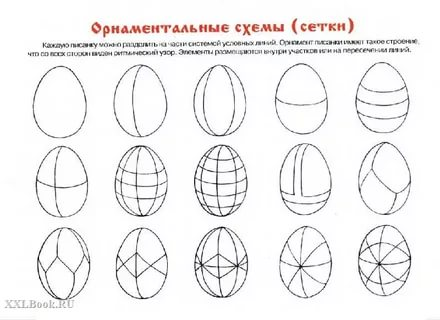 Орнаментальные схемы (сетки)
Каждую писанку можно разделить на части системой условных линий. Орнамент писанки имеет такое строение,
что со всех сторон виден ритмический узор. Элементы размещаются внутри участков или на пересечении линий.
XXLBook.RU